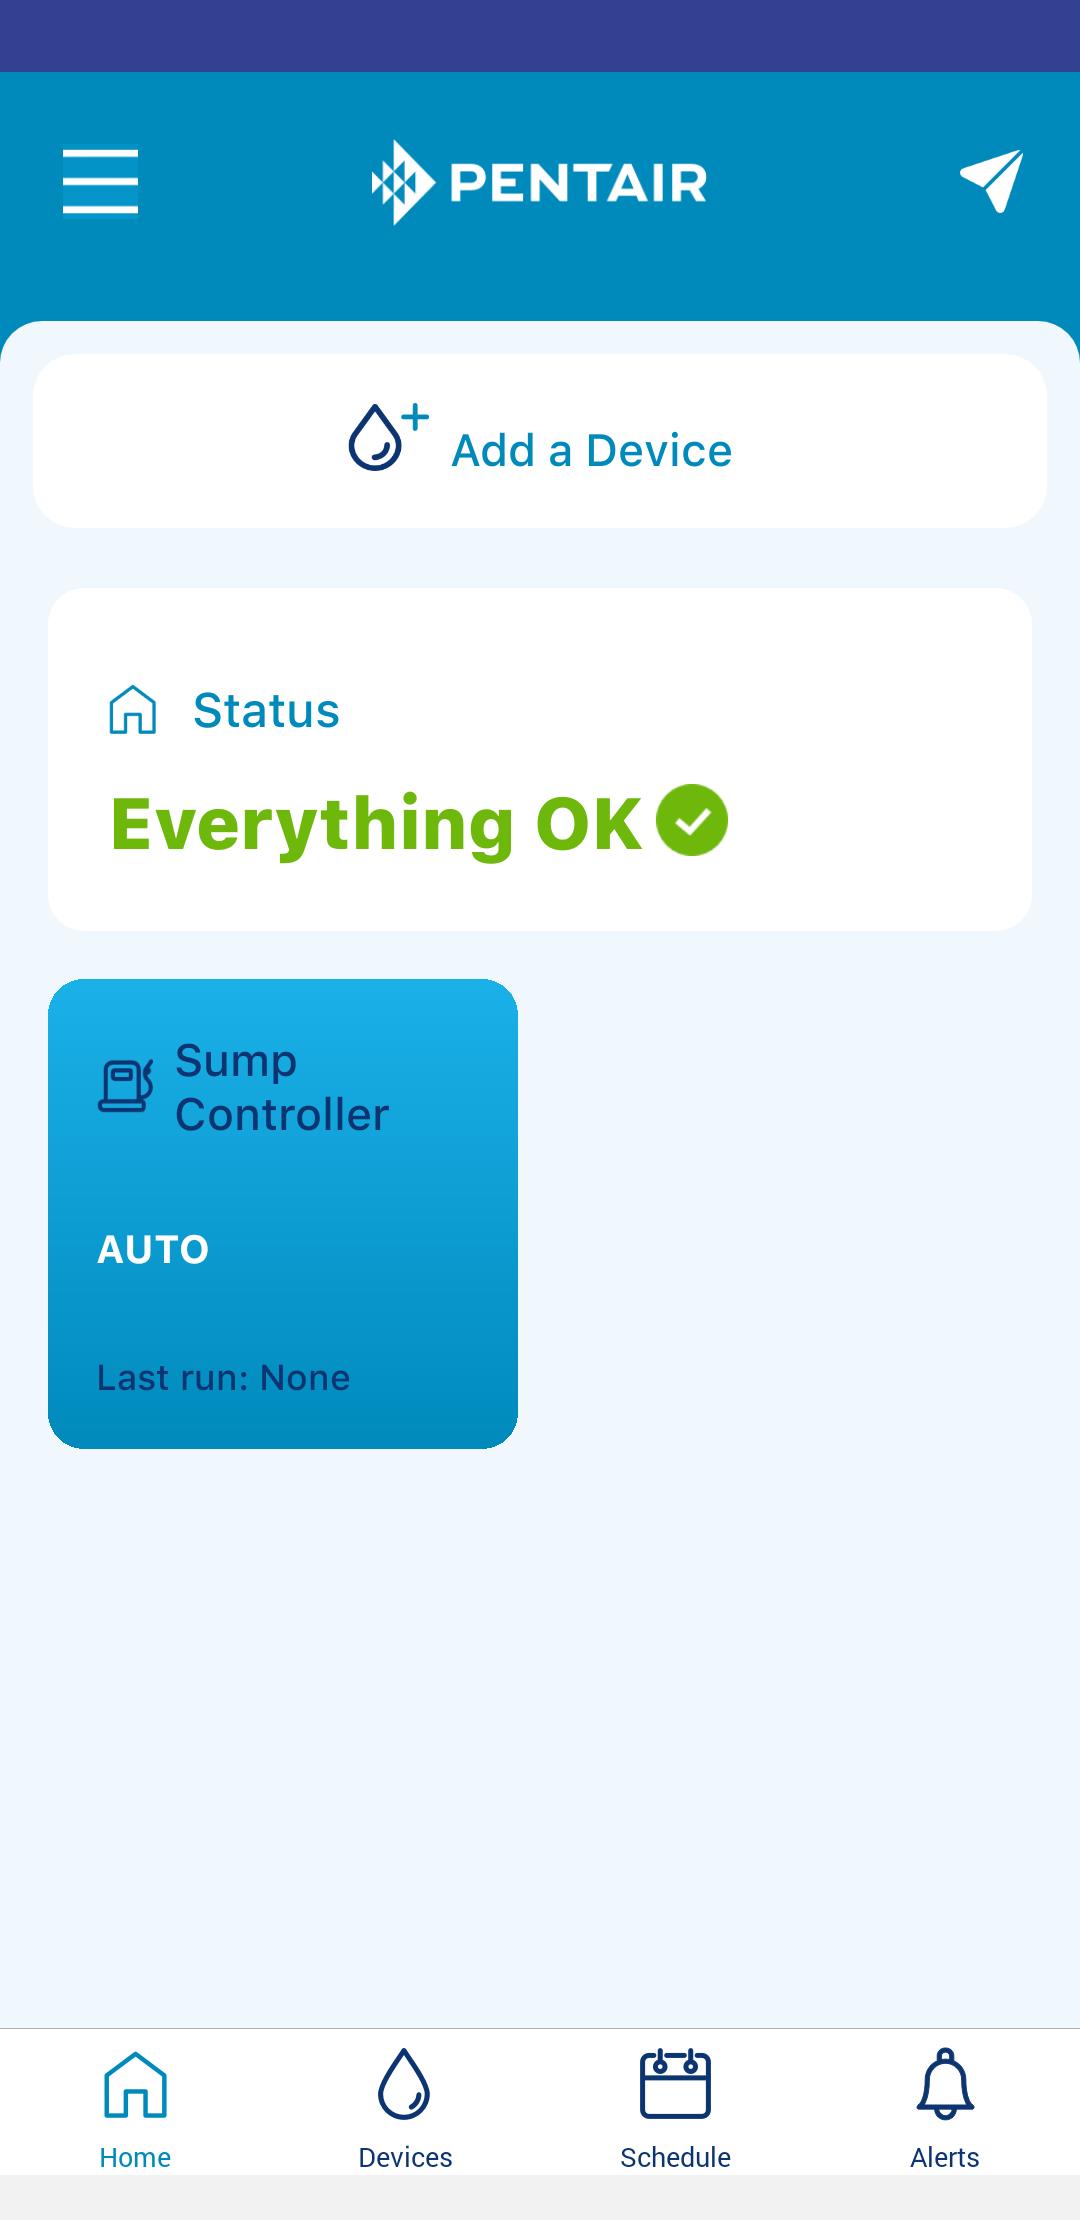 PENTAIR
Add a Device
Status
Everything OK
Sump
Controller
AUTO
Last run: None
Home
Devices
Schedule
Alerts